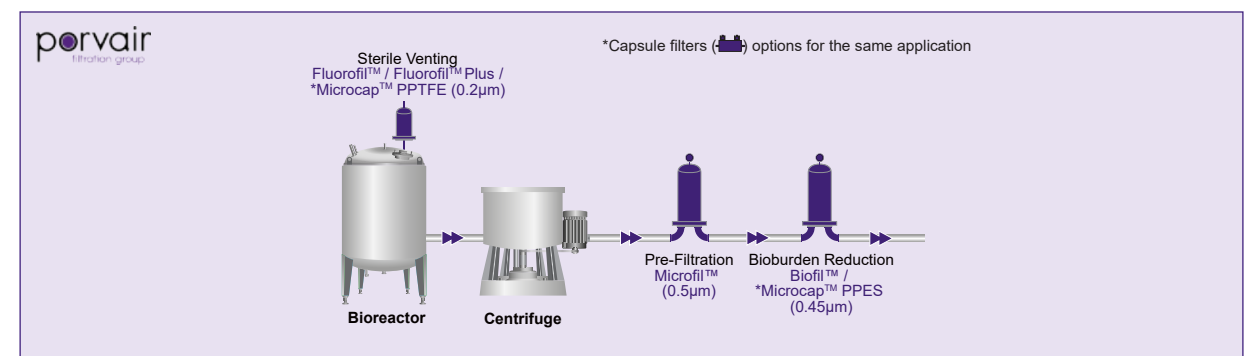 porvair
filtration group
*Capsule filters () options for the same application
Sterile Venting
Fluorofil™ / Fluorofil™ Plus /
*Microcap™ PPTFE (0.2µm)
Pre-Filtration
Microfil™
(0.5µm)
Bioburden Reduction
Biofil™ /
*Microcap™ PPES
(0.45µm)
Bioreactor
Centrifuge